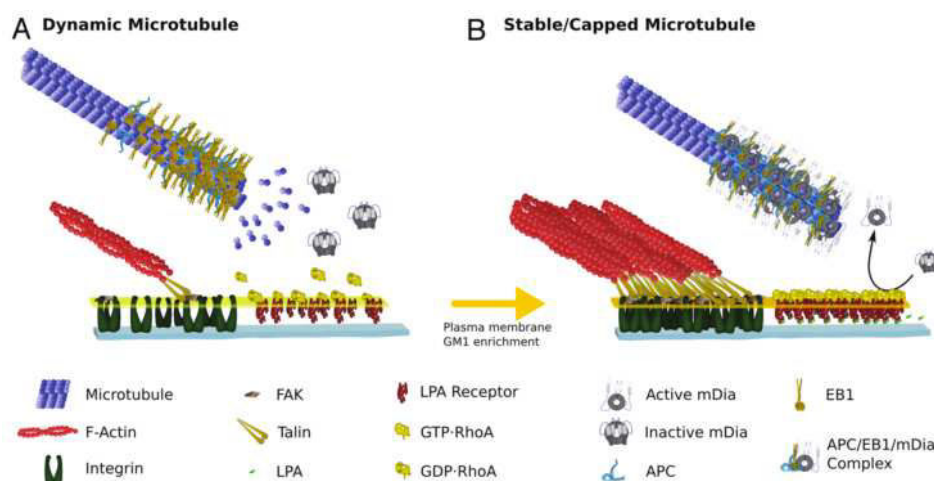 A Dynamic Microtubule
B Stable/Capped Microtubule
Plasma membrane
GM1 enrichment
Microtubule
FAK
LPA Receptor
Active mDia
EB1
F-Actin
Talin
GTP·RhoA
Inactive mDia
APC/EB1/mDia
Complex
Integrin
LPA
GDP·RhoA
APC